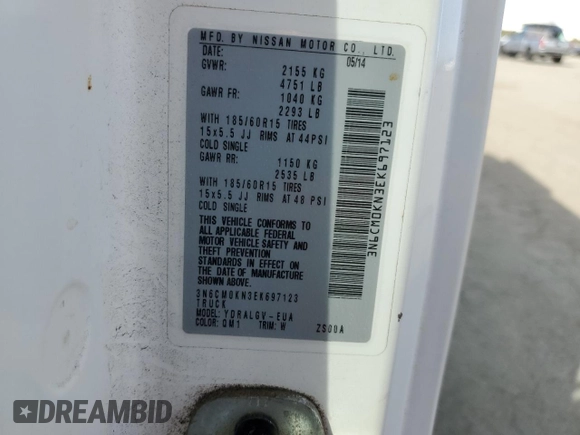 MFD. BY NISSAN MOTOR CO., LTD.
DATE: 05/14
GVWR: 2155 KG
4751 LB
GAWR FR: 1040 KG
2293 LB
WITH 185/60R15 TIRES
15x5.5 JJ RIMS AT 44PSI
COLD SINGLE
GAWR RR: 1150 KG
2535 LB
WITH 185/60R15 TIRES
15x5.5 JJ RIMS AT 48 PSI
COLD SINGLE
THIS VEHICLE CONFORMS TO
ALL APPLICABLE FEDERAL
MOTOR VEHICLE SAFETY, AND
THEFT PREVENTION
STANDARDS IN EFFECT ON
THE DATE OF MANUFACTURE
SHOWN ABOVE.
3N6CM0KN3EK697123
TRUCK
MODEL: YDRALGV-EUA
COLOR: QM1 TRIM: W 2S00A
3N6CM0KN3EK697123
DREAMBID